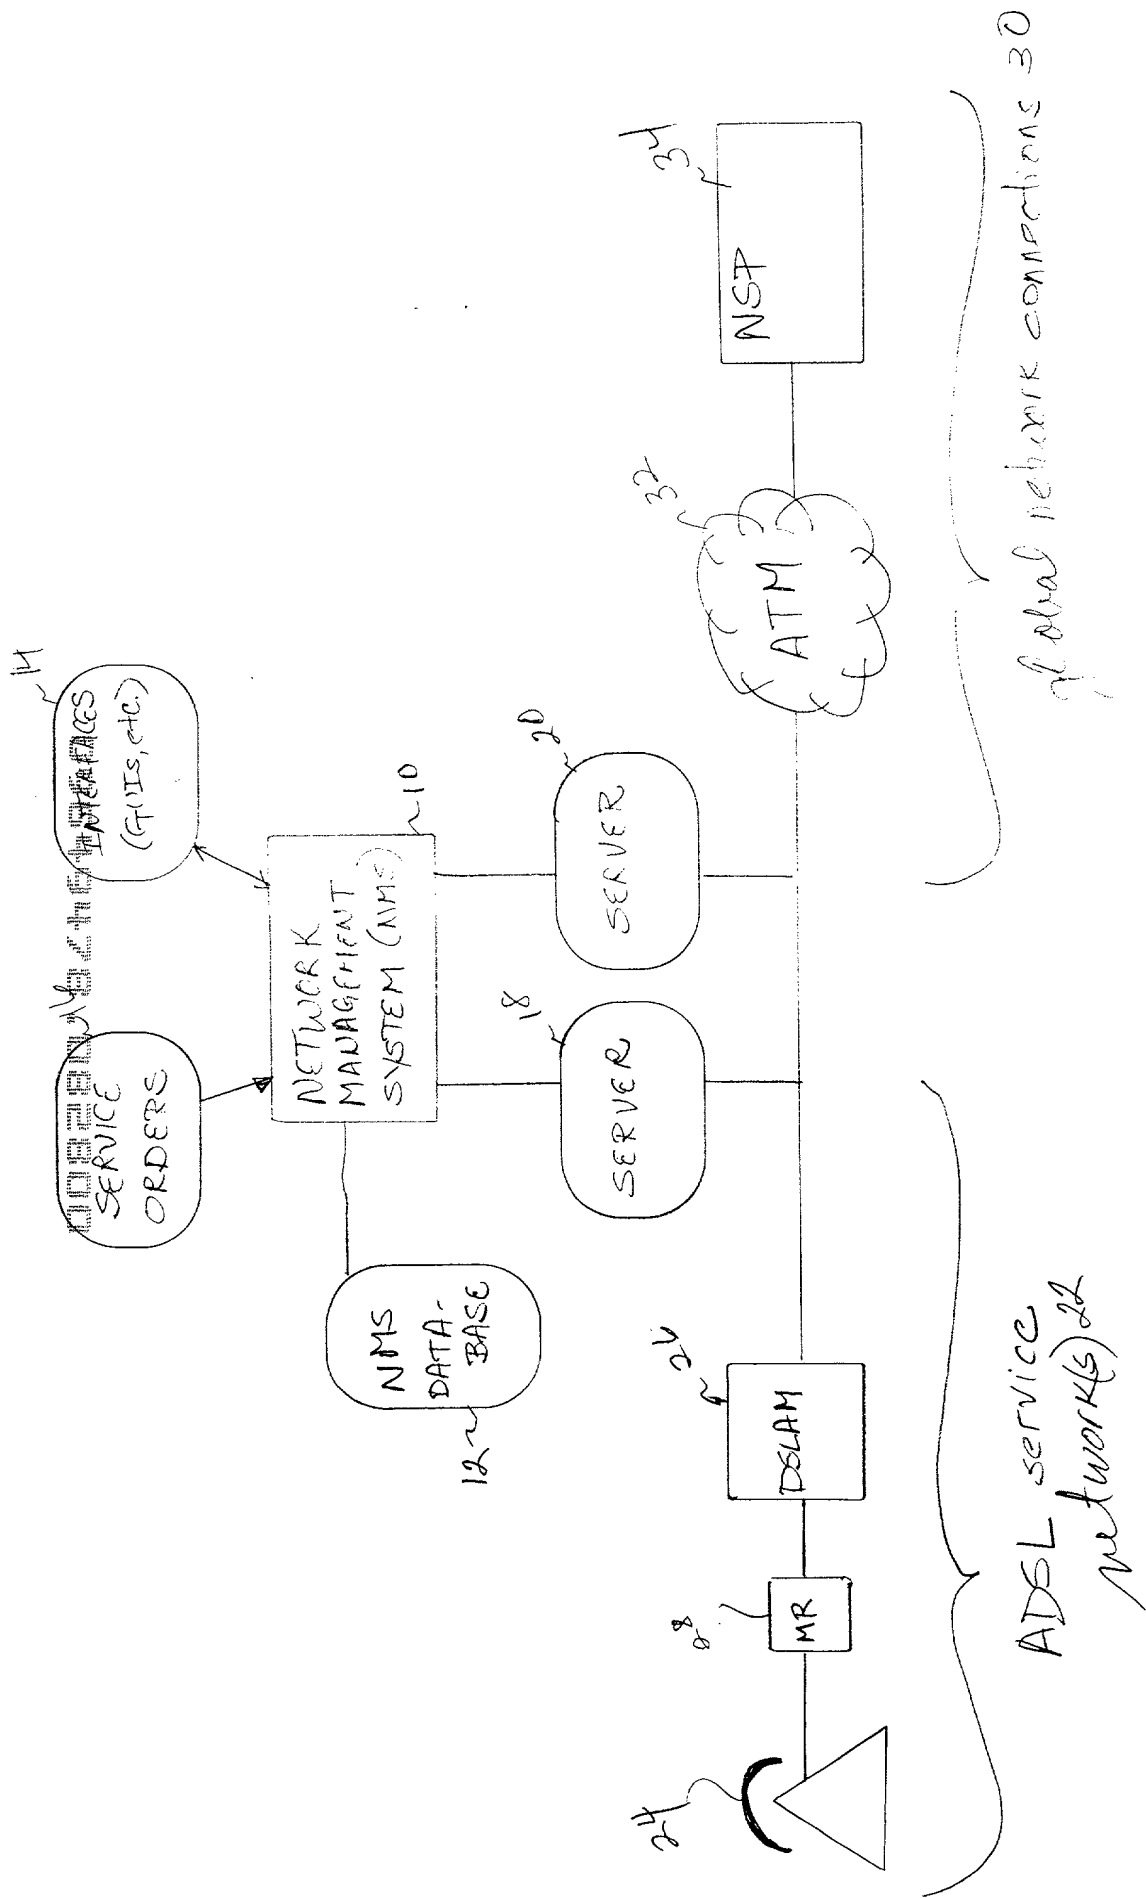 SERVICE
ORDERS
14
INTERFACES
(GUIs, etc.)
NETWORK
MANAGEMENT
SYSTEM (NMS)
10
NMS
DATA-
BASE
12
SERVER
18
SERVER
20
24
28
MR
DSLAM
ATM
32
NSP
34
ADSL service
network(s) 22
global network connections 30